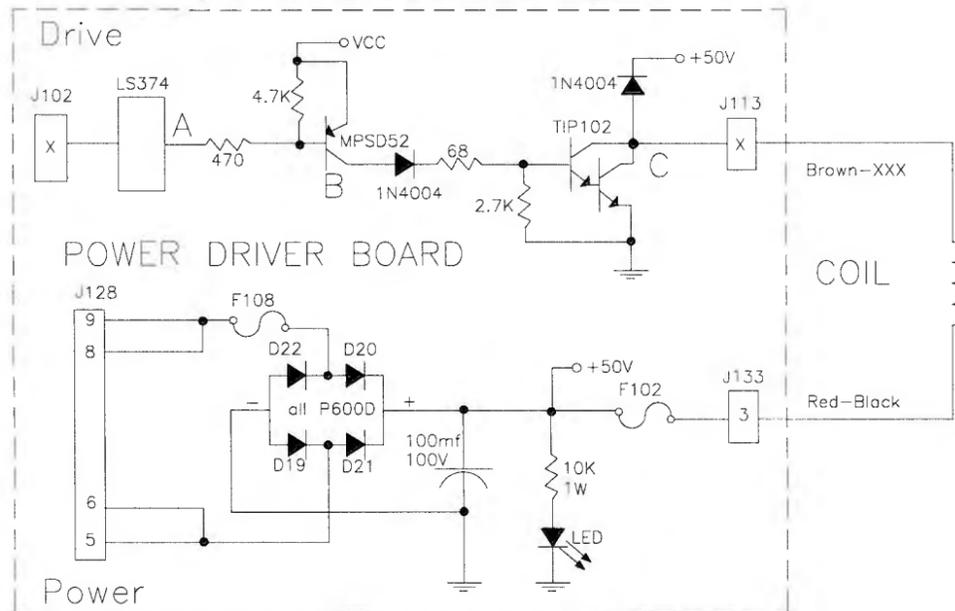 Drive
VCC
+50V
LS374
1N4004
J102
4.7K
J113
A
TIP102
X
MPSD52
68
C
X
470
B
1N4004
Brown-XXX
2.7K
POWER DRIVER BOARD
COIL
J128
9
F108
8
D22
D20
+50V
F102
J133
-
all P600D
+
Red-Black
3
100mf
100V
D19
D21
10K
1W
6
5
LED
Power